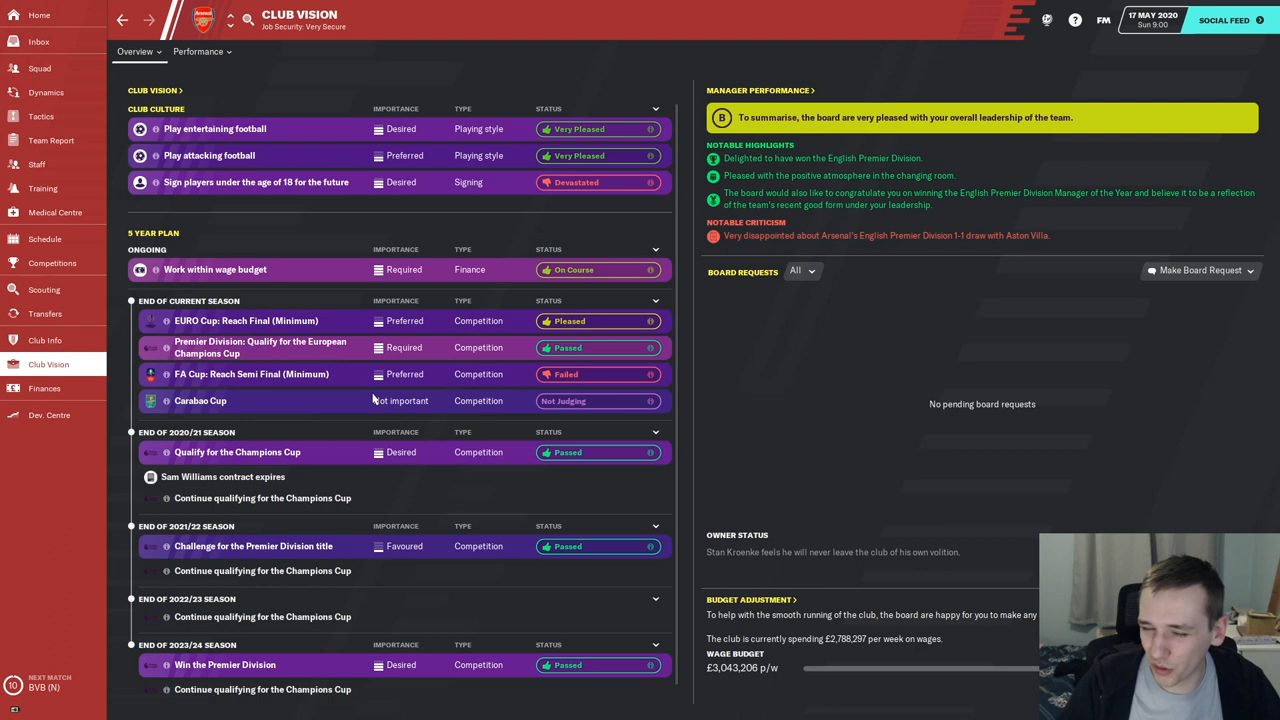 Home
CLUB VISION
Job Security: Very Secure
FM
17 MAY 2020
Sun 9:00
SOCIAL FEED
Inbox
Squad
Dynamics
Tactics
Team Report
Staff
Training
Medical Centre
Schedule
Competitions
Scouting
Transfers
Club Info
Club Vision
Finances
Dev. Centre
10
NEXT MATCH
BVB (N)
Overview
Performance
CLUB VISION >
CLUB CULTURE IMPORTANCE TYPE STATUS
Play entertaining football Desired Playing style Very Pleased
Play attacking football Preferred Playing style Very Pleased
Sign players under the age of 18 for the future Desired Signing Devastated
5 YEAR PLAN
ONGOING IMPORTANCE TYPE STATUS
Work within wage budget Required Finance On Course
END OF CURRENT SEASON IMPORTANCE TYPE STATUS
EURO Cup: Reach Final (Minimum) Preferred Competition Pleased
Premier Division: Qualify for the European
Champions Cup Required Competition Passed
FA Cup: Reach Semi Final (Minimum) Preferred Competition Failed
Carabao Cup Not important Competition Not Judging
END OF 2020/21 SEASON IMPORTANCE TYPE STATUS
Qualify for the Champions Cup Desired Competition Passed
Sam Williams contract expires
Continue qualifying for the Champions Cup
END OF 2021/22 SEASON IMPORTANCE TYPE STATUS
Challenge for the Premier Division title Favoured Competition Passed
Continue qualifying for the Champions Cup
END OF 2022/23 SEASON
Continue qualifying for the Champions Cup
END OF 2023/24 SEASON IMPORTANCE TYPE STATUS
Win the Premier Division Desired Competition Passed
Continue qualifying for the Champions Cup
MANAGER PERFORMANCE >
B To summarise, the board are very pleased with your overall leadership of the team.
NOTABLE HIGHLIGHTS
Delighted to have won the English Premier Division.
Pleased with the positive atmosphere in the changing room.
The board would also like to congratulate you on winning the English Premier Division Manager of the Year and believe it to be a reflection
of the team's recent good form under your leadership.
NOTABLE CRITICISM
Very disappointed about Arsenal's English Premier Division 1-1 draw with Aston Villa.
BOARD REQUESTS All Make Board Request
No pending board requests
OWNER STATUS
Stan Kroenke feels he will never leave the club of his own volition.
BUDGET ADJUSTMENT >
To help with the smooth running of the club, the board are happy for you to make any
The club is currently spending £2,788,297 per week on wages.
WAGE BUDGET
£3,043,206 p/w